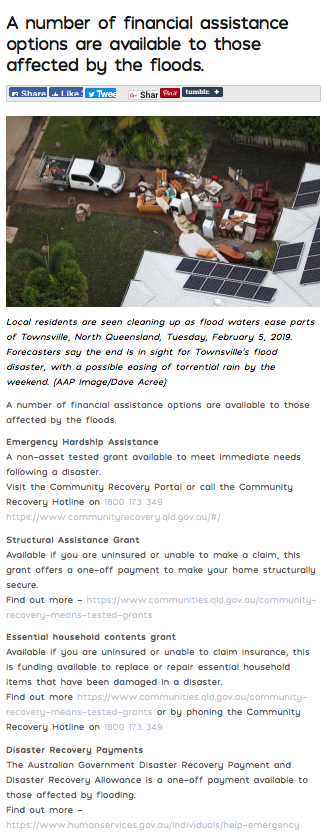 A number of financial assistance
options are available to those
affected by the floods.
Share Like Twee Shar Pin it tumblr. +
Local residents are seen cleaning up as flood waters ease parts
of Townsville, North Queensland, Tuesday, February 5, 2019.
Forecasters say the end is in sight for Townsville's flood
disaster, with a possible easing of torrential rain by the
weekend. (AAP Image/Dave Acree)
A number of financial assistance options are available to those
affected by the floods.
Emergency Hardship Assistance
A non-asset tested grant available to meet immediate needs
following a disaster.
Visit the Community Recovery Portal or call the Community
Recovery Hotline on 1800 173 349
https://www.communityrecovery.qld.gov.au/#/
Structural Assistance Grant
Available if you are uninsured or unable to make a claim, this
grant offers a one-off payment to make your home structurally
secure.
Find out more - https://www.communities.qld.gov.au/community-
recovery-means-tested-grants
Essential household contents grant
Available if you are uninsured or unable to claim insurance, this
is funding available to replace or repair essential household
items that have been damaged in a disaster.
Find out more https://www.communities.qld.gov.au/community-
recovery-means-tested-grants or by phoning the Community
Recovery Hotline on 1800 173 349
Disaster Recovery Payments
The Australian Government Disaster Recovery Payment and
Disaster Recovery Allowance is a one-off payment available to
those affected by flooding.
Find out more -
https://www.humanservices.gov.au/individuals/help-emergency